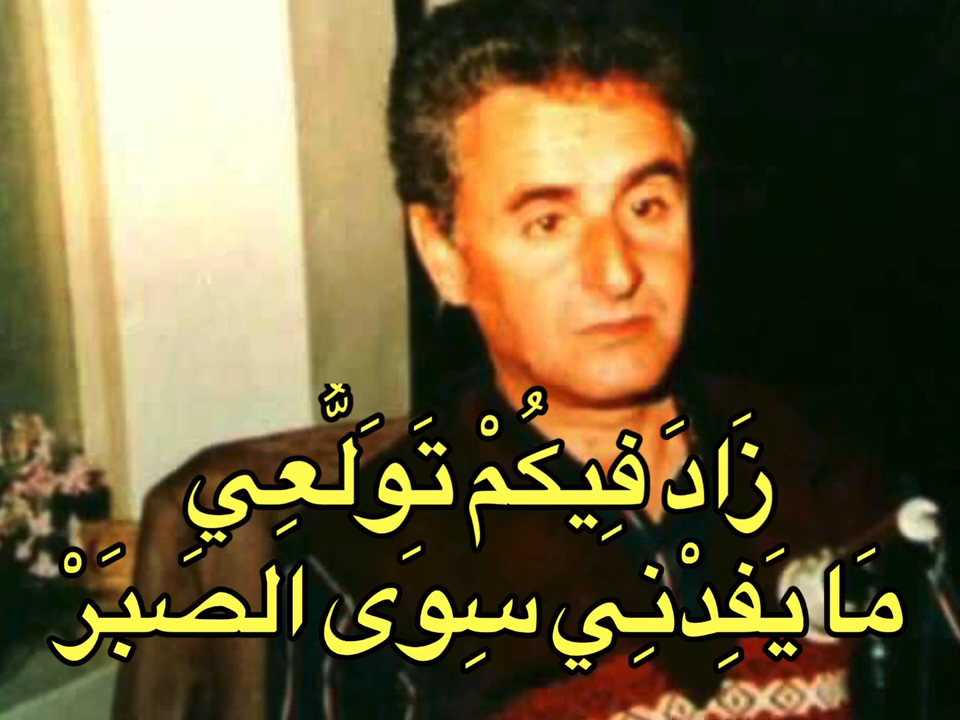 زَادَ فِيكُمْ تَوَلَّعِي
مَا يَفِدْنِي سِوَى الصَبَرْ